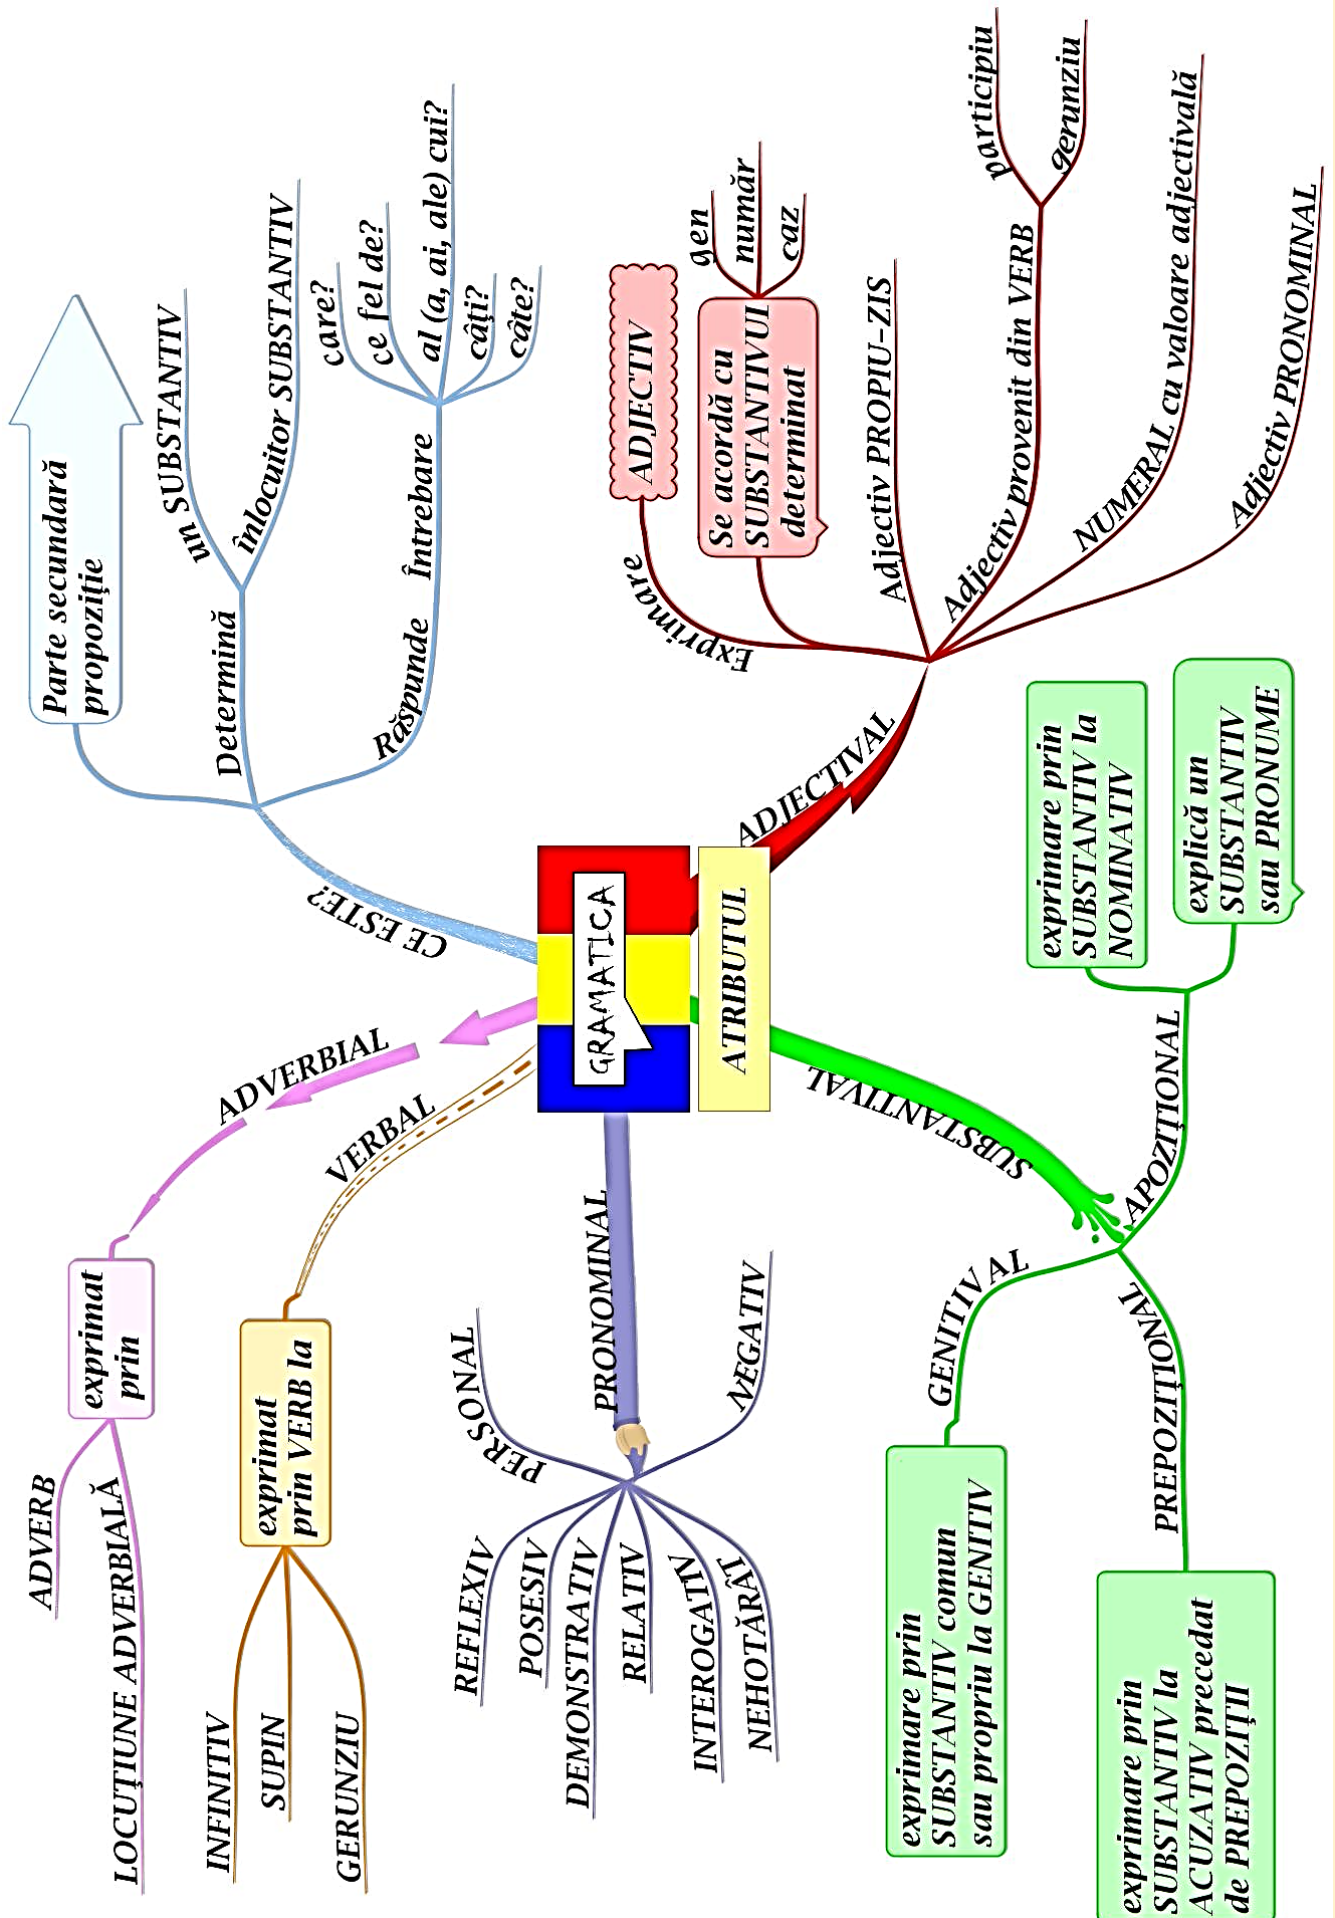 GRAMATICA
ATRIBUTUL
CE ESTE?
Parte secundară
propoziție
Determină
un SUBSTANTIV
înlocuitor SUBSTANTIV
Răspunde Întrebare
care?
ce fel de?
al (a, ai, ale) cui?
câți?
câte?
ADJECTIVAL
Exprimare
ADJECTIV
Se acordă cu
SUBSTANTIVUL
determinat
gen
număr
caz
Adjectiv PROPIU-ZIS
Adjectiv provenit din VERB
participiu
gerunziu
NUMERAL cu valoare adjectivală
Adjectiv PRONOMINAL
SUBSTANTIVAL
APOZIȚIONAL
exprimare prin
SUBSTANTIV la
NOMINATIV
explică un
SUBSTANTIV
sau PRONUME
PREPOZIȚIONAL
exprimare prin
SUBSTANTIV la
ACUZATIV precedat
de PREPOZIȚII
GENITIVAL
exprimare prin
SUBSTANTIV comun
sau propriu la GENITIV
PRONOMINAL
PERSONAL
REFLEXIV
POSESIV
DEMONSTRATIV
RELATIV
INTEROGATIV
NEHOTĂRÂT
NEGATIV
VERBAL
exprimat
prin VERB la
INFINITIV
SUPIN
GERUNZIU
ADVERBIAL
exprimat
prin
ADVERB
LOCUȚIUNE ADVERBIALĂ